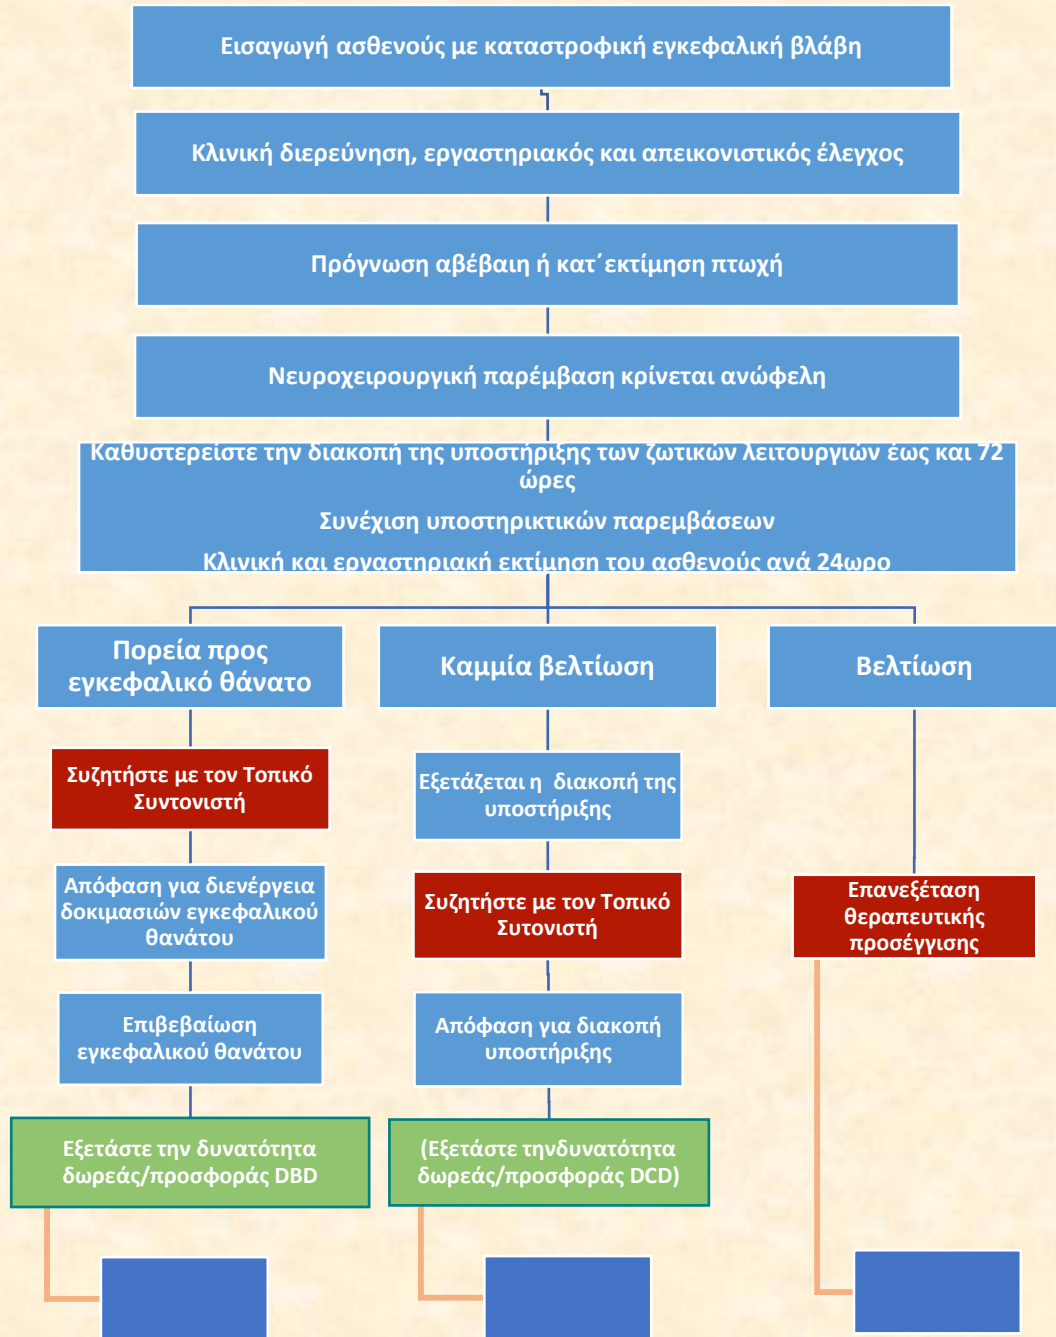 Εισαγωγή ασθενούς με καταστροφική εγκεφαλική βλάβη
Κλινική διερεύνηση, εργαστηριακός και απεικονιστικός έλεγχος
Πρόγνωση αβέβαιη ή κατ΄εκτίμηση πτωχή
Νευροχειρουργική παρέμβαση κρίνεται ανώφελη
Καθυστερείστε την διακοπή της υποστήριξης των ζωτικών λειτουργιών έως και 72
ώρες
Συνέχιση υποστηρικτικών παρεμβάσεων
Κλινική και εργαστηριακή εκτίμηση του ασθενούς ανά 24ωρο
Πορεία προς
εγκεφαλικό θάνατο
Συζητήστε με τον Τοπικό
Συντονιστή
Απόφαση για διενέργεια
δοκιμασιών εγκεφαλικού
θανάτου
Επιβεβαίωση
εγκεφαλικού θανάτου
Εξετάστε την δυνατότητα
δωρεάς/προσφοράς DBD
Καμμία βελτίωση
Εξετάζεται η  διακοπή της
υποστήριξης
Συζητήστε με τον Τοπικό
Συτονιστή
Απόφαση για διακοπή
υποστήριξης
(Εξετάστε τηνδυνατότητα
δωρεάς/προσφοράς DCD)
Βελτίωση
Επανεξέταση
θεραπευτικής
προσέγγισης